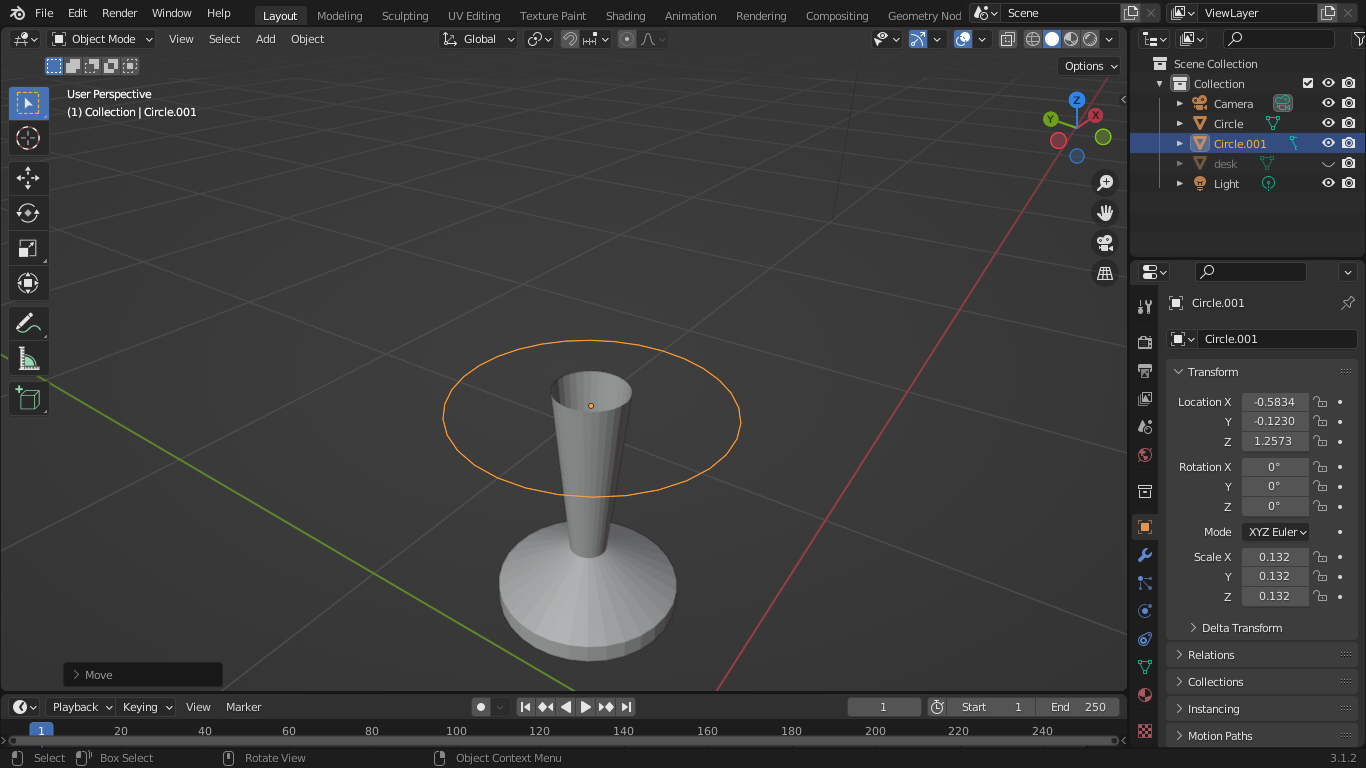 File Edit Render Window Help Layout Modeling Sculpting UV Editing Texture Paint Shading Animation Rendering Compositing Geometry Nod Scene ViewLayer
Object Mode View Select Add Object Global
Options
User Perspective
(1) Collection | Circle.001
Z
X
Y
Scene Collection
Collection
Camera
Circle
Circle.001
desk
Light
Circle.001
Circle.001
Transform
Location X -0.5834
Y -0.1230
Z 1.2573
Rotation X 0°
Y 0°
Z 0°
Mode XYZ Euler
Scale X 0.132
Y 0.132
Z 0.132
Delta Transform
Relations
Collections
Instancing
Motion Paths
Move
Playback Keying View Marker 1 Start 1 End 250
1 20 40 60 80 100 120 140 160 180 200 220 240
Select Box Select Rotate View Object Context Menu 3.1.2